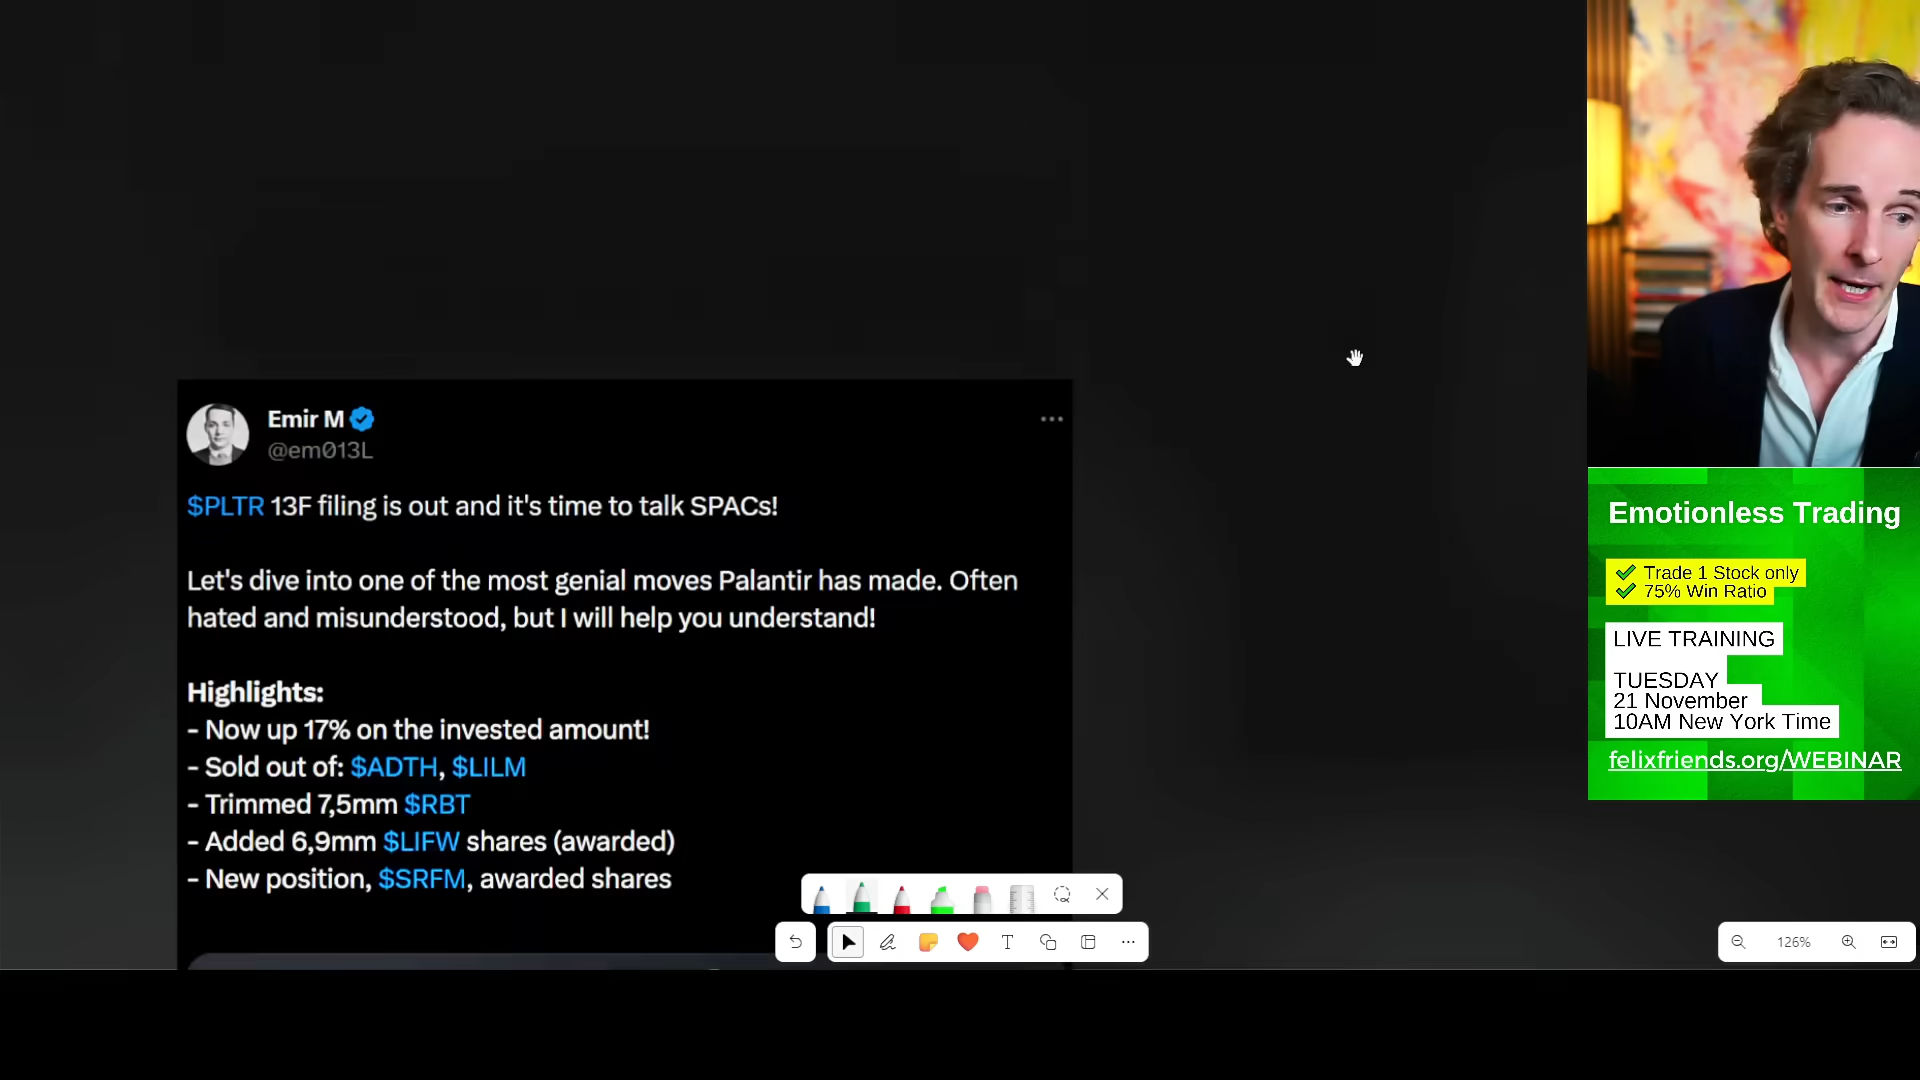 Emir M
@em013L
$PLTR 13F filing is out and it's time to talk SPACs!
Let's dive into one of the most genial moves Palantir has made. Often
hated and misunderstood, but I will help you understand!
Highlights:
- Now up 17% on the invested amount!
- Sold out of: $ADTH, $LILM
- Trimmed 7,5mm $RBT
- Added 6,9mm $LIFW shares (awarded)
- New position, $SRFM, awarded shares
Emotionless Trading
Trade 1 Stock only
75% Win Ratio
LIVE TRAINING
TUESDAY
21 November
10AM New York Time
felixfriends.org/WEBINAR
T
126%